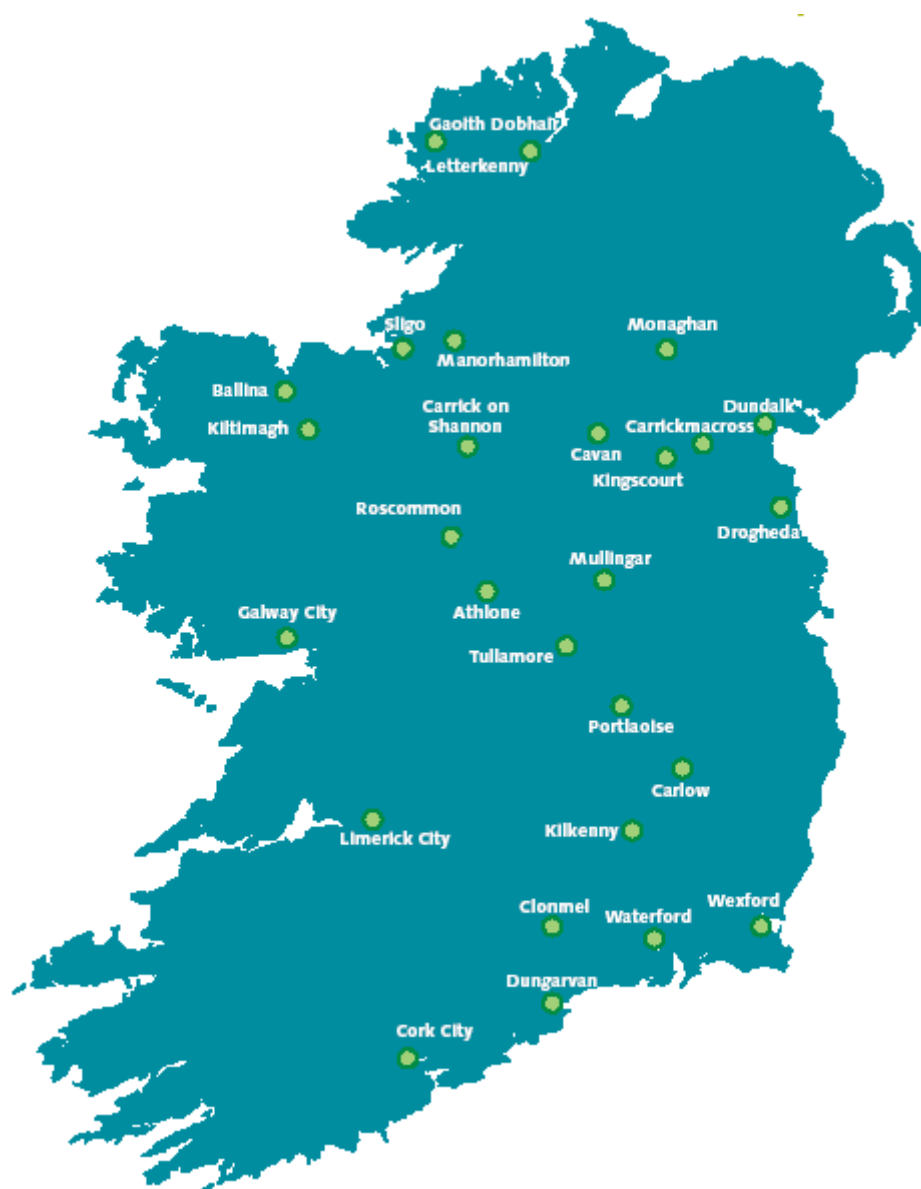 Gaoith Dobhair
Letterkenny
Sligo
Manorhamilton
Monaghan
Ballina
Kiltimagh
Carrick on
Shannon
Cavan
Carrickmacross
Dundalk
Kingscourt
Roscommon
Drogheda
Mullingar
Athlone
Galway City
Tullamore
Portlaoise
Carlow
Limerick City
Kilkenny
Clonmel
Waterford
Wexford
Dungarvan
Cork City